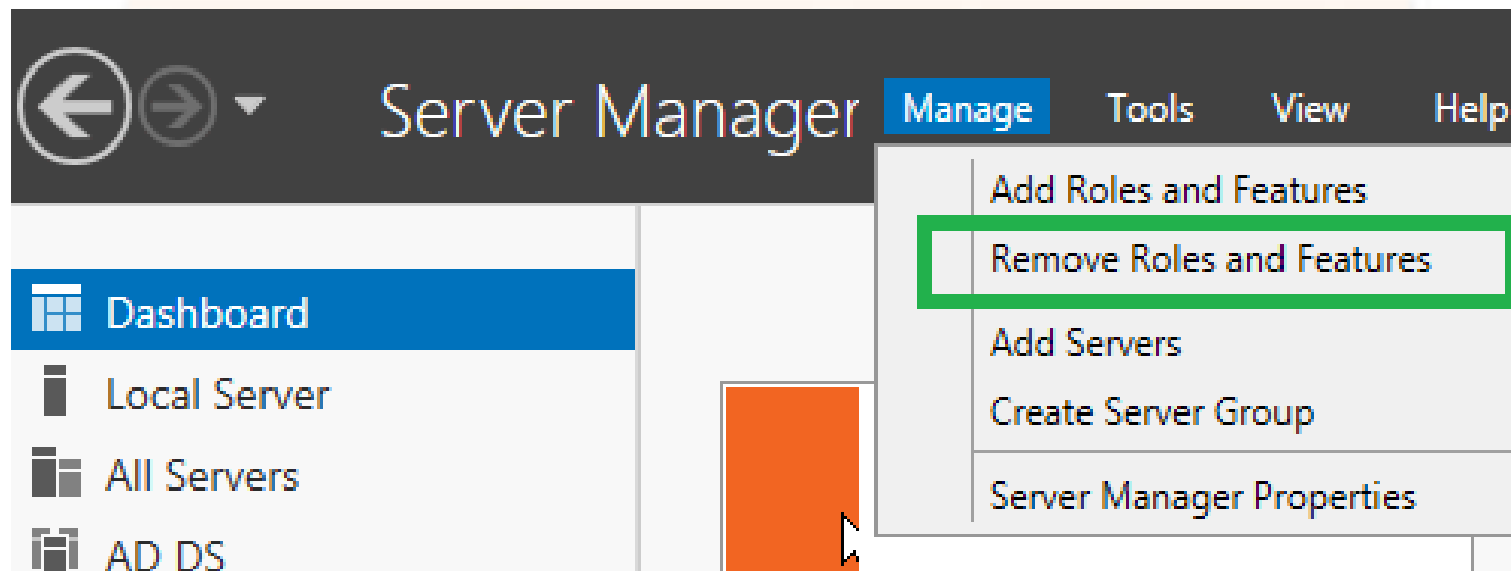 Server Manager
Manage Tools View Help
Add Roles and Features
Remove Roles and Features
Add Servers
Create Server Group
Server Manager Properties
Dashboard
Local Server
All Servers
AD DS